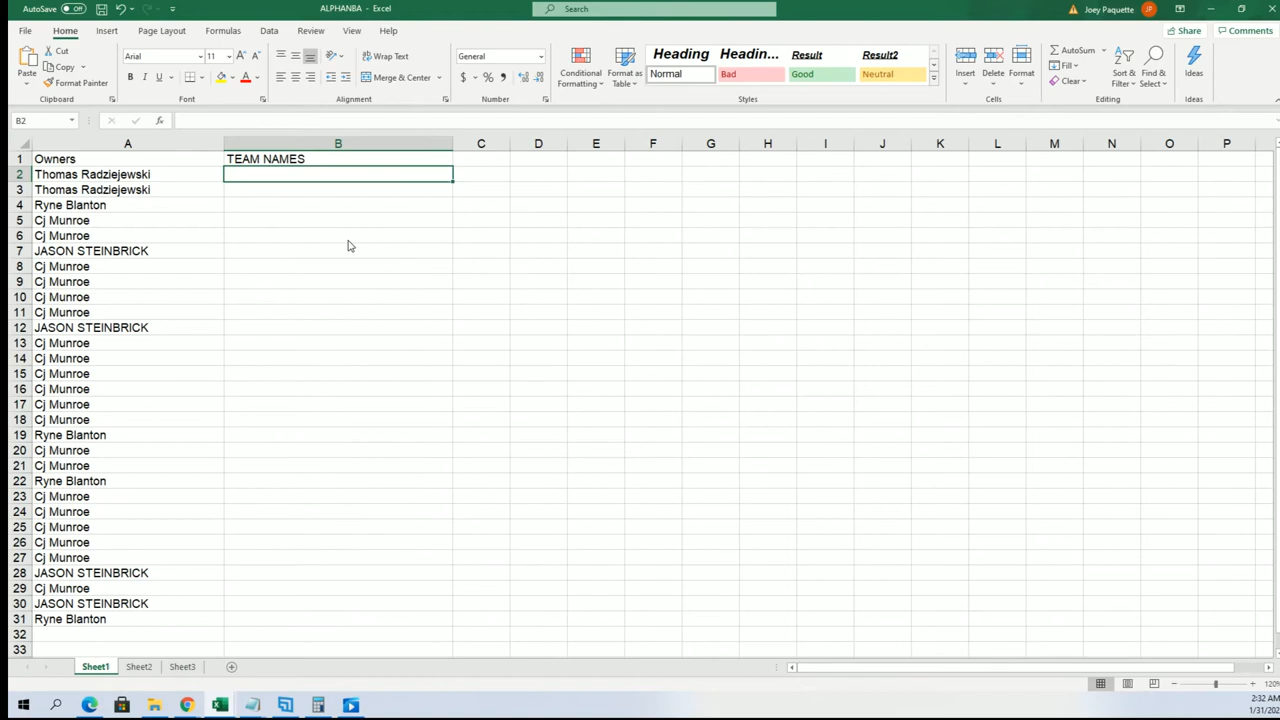 AutoSave Off ALPHANBA - Excel Search Joey Paquette JP
File Home Insert Page Layout Formulas Data Review View Help Share Comments
Paste Cut Copy Format Painter Clipboard
Arial 11 A A B I U A Font
Wrap Text Merge & Center Alignment
General $ % , Number
Conditional Formatting Format as Table
Heading Headin... Result Result2
Normal Bad Good Neutral
Styles
Insert Delete Format Cells
AutoSum Fill Clear Sort & Filter Find & Select Editing
Ideas Ideas
B2 fx
A B C D E F G H I J K L M N O P
1 Owners TEAM NAMES
2 Thomas Radziejewski
3 Thomas Radziejewski
4 Ryne Blanton
5 Cj Munroe
6 Cj Munroe
7 JASON STEINBRICK
8 Cj Munroe
9 Cj Munroe
10 Cj Munroe
11 Cj Munroe
12 JASON STEINBRICK
13 Cj Munroe
14 Cj Munroe
15 Cj Munroe
16 Cj Munroe
17 Cj Munroe
18 Cj Munroe
19 Ryne Blanton
20 Cj Munroe
21 Cj Munroe
22 Ryne Blanton
23 Cj Munroe
24 Cj Munroe
25 Cj Munroe
26 Cj Munroe
27 Cj Munroe
28 JASON STEINBRICK
29 Cj Munroe
30 JASON STEINBRICK
31 Ryne Blanton
32
33
Sheet1 Sheet2 Sheet3
120%
2:32 AM
1/31/202